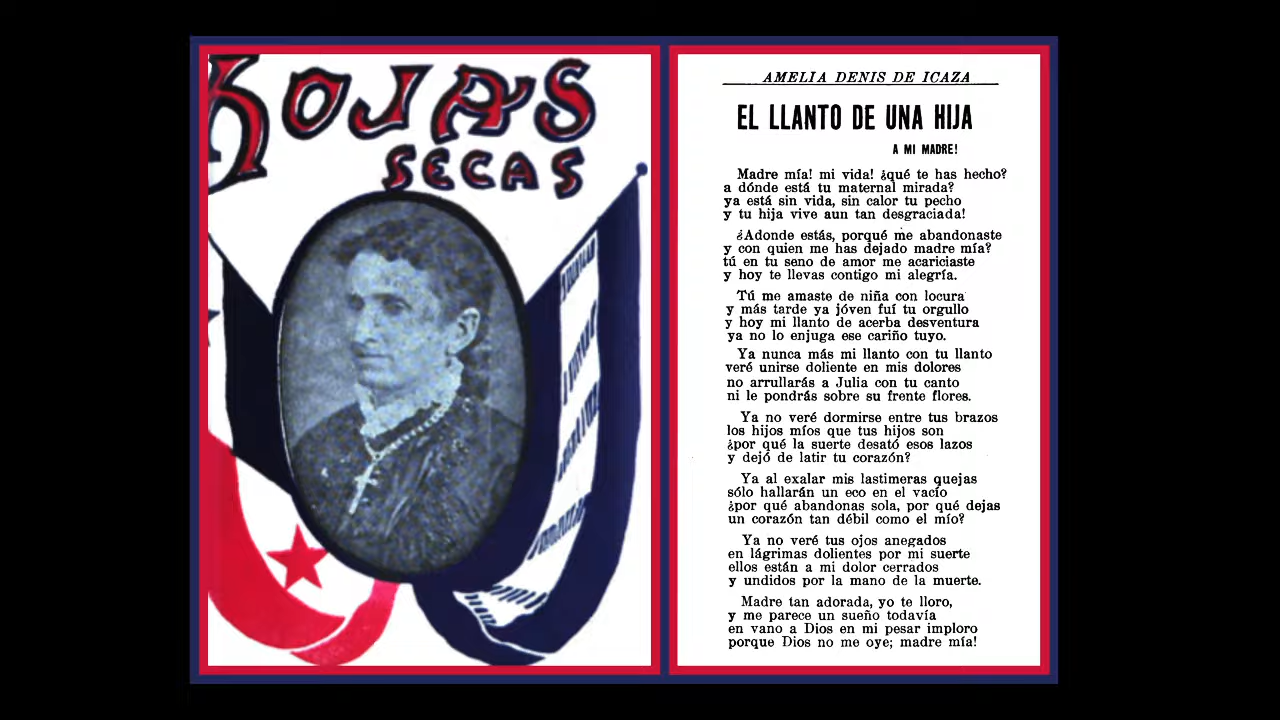 HOJAS
SECAS
AMELIA DENIS DE ICAZA
EL LLANTO DE UNA HIJA
A MI MADRE!
Madre mía! mi vida! ¿qué te has hecho?
a dónde está tu maternal mirada?
ya está sin vida, sin calor tu pecho
y tu hija vive aun tan desgraciada!
¿Adonde estás, porqué me abandonaste
y con quien me has dejado madre mía?
tú en tu seno de amor me acariciaste
y hoy te llevas contigo mi alegría.
Tú me amaste de niña con locura
y más tarde ya jóven fuí tu orgullo
y hoy mi llanto de acerba desventura
ya no lo enjuga ese cariño tuyo.
Ya nunca más mi llanto con tu llanto
veré unirse doliente en mis dolores
no arrullarás a Julia con tu canto
ni le pondrás sobre su frente flores.
Ya no veré dormirse entre tus brazos
los hijos míos que tus hijos son
¿por qué la suerte desató esos lazos
y dejó de latir tu corazón?
Ya al exalar mis lastimeras quejas
sólo hallarán un eco en el vacío
¿por qué abandonas sola, por qué dejas
un corazón tan débil como el mío?
Ya no veré tus ojos anegados
en lágrimas dolientes por mi suerte
ellos están a mi dolor cerrados
y undidos por la mano de la muerte.
Madre tan adorada, yo te lloro,
y me parece un sueño todavía
en vano a Dios en mi pesar imploro
porque Dios no me oye; madre mía!